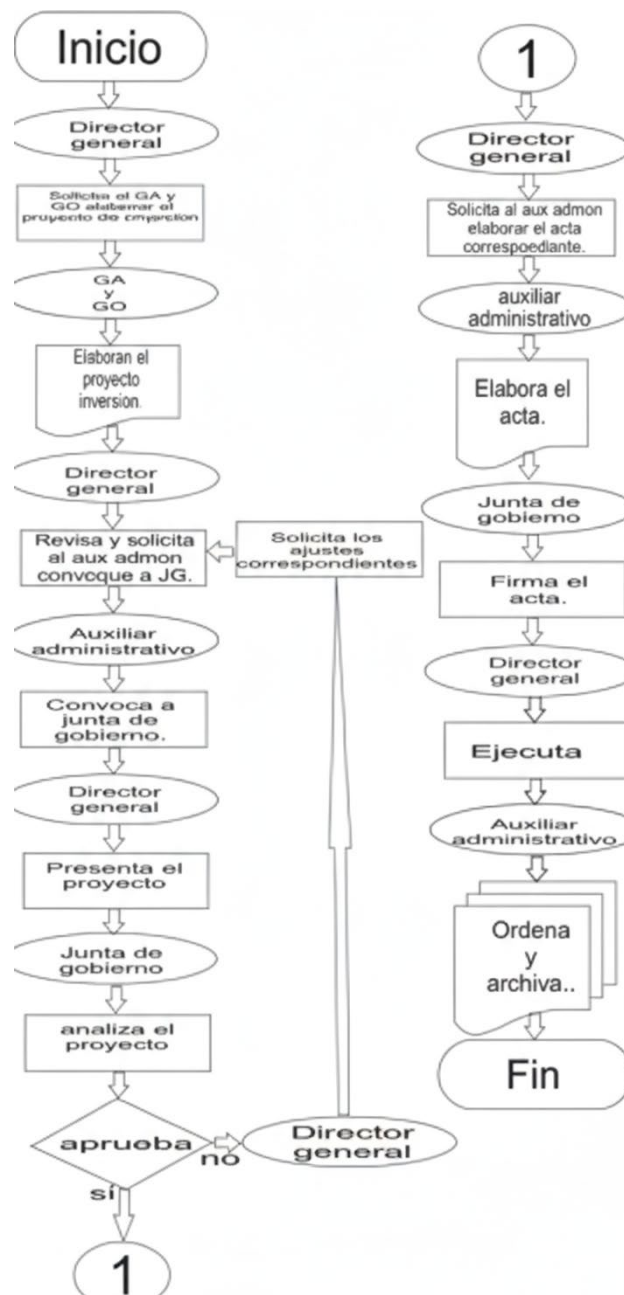 Inicio
Director
general
Solicita el GA y
GO elaborar el
proyecto de
GA
y
GO
Elaboran el
proyecto
inversion.
Director
general
Revisa y solicita
al aux admon
convoque a JG.
Auxiliar
administrativo
Convoca a
junta de
gobierno.
Director
general
Presenta el
proyecto
Junta de
gobierno
analiza el
proyecto
aprueba
no
sí
1
Director
general
Solicita los
ajustes
correspondientes
1
Director
general
Solicita al aux admon
elaborar el acta
correspoediante.
auxiliar
administrativo
Elabora el
acta.
Junta de
gobierno
Firma el
acta.
Director
general
Ejecuta
Auxiliar
administrativo
Ordena
y
archiva..
Fin